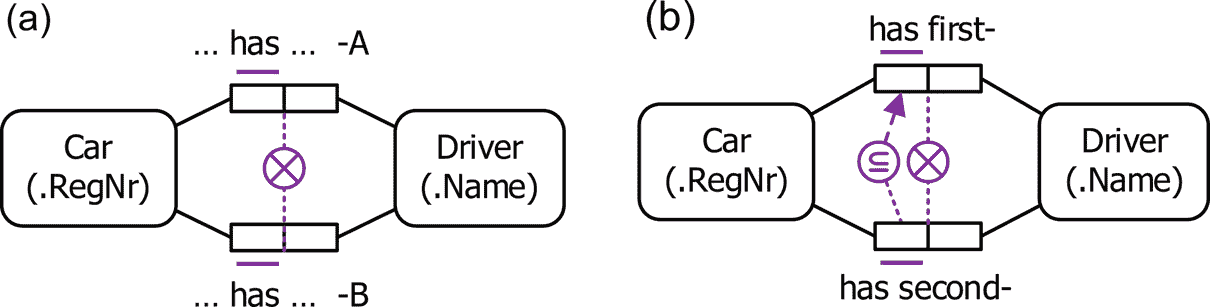 (a)
... has ... -A
Car
(.RegNr)
Driver
(.Name)
... has ... -B
(b)
has first-
Car
(.RegNr)
⊆
Driver
(.Name)
has second-